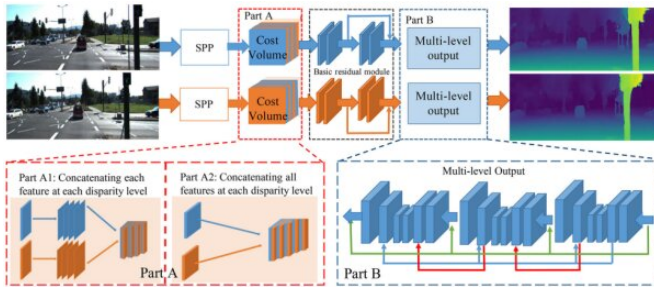 Part A
Part B
SPP
Cost
Volume
Multi-level
output
Basic residual module
SPP
Cost
Volume
Multi-level
output
Part A1: Concatenating each
feature at each disparity level
Part A2: Concatenating all
features at each disparity level
Part A
Multi-level Output
Part B